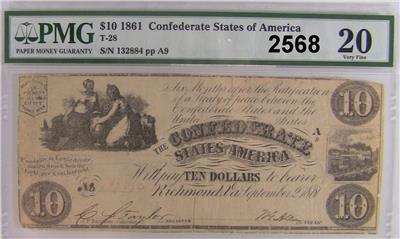 PMG
PAPER MONEY GUARANTY
$10 1861 Confederate States of America
T-28
S/N 132884 pp A9
2568
20
Very Fine
Six Months after the Ratification
of a Treaty of peace between the
Confederate States and the
United States
THE CONFEDERATE
STATES AMERICA
A
10
10
Will pay TEN DOLLARS to bearer
Richmond, Va September 2, 1861
No
10
10